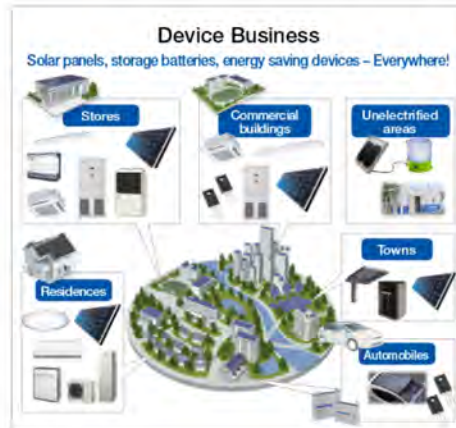 Device Business
Solar panels, storage batteries, energy saving devices – Everywhere!
Stores
Commercial
buildings
Unelectrified
areas
Residences
Towns
Automobiles